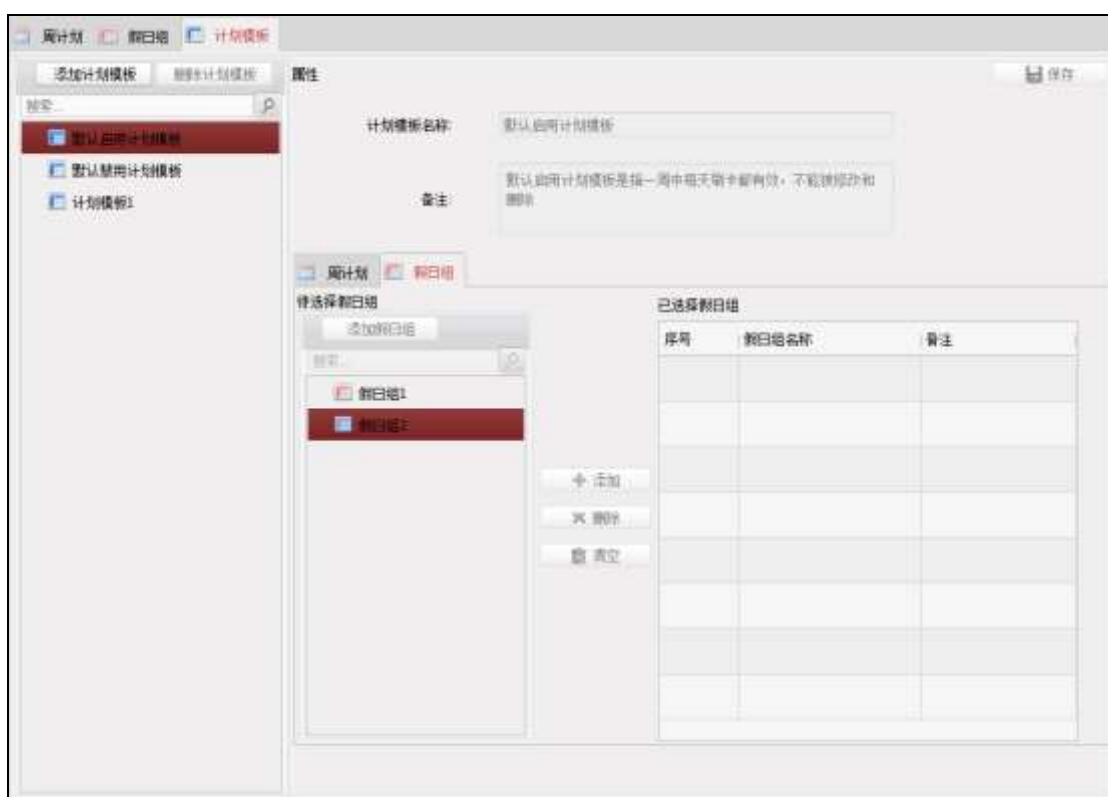 周计划 假日组 计划模板
添加计划模板 删除计划模板
搜索...
默认启用计划模板
默认禁用计划模板
计划模板1
属性 保存
计划模板名称: 默认启用计划模板
备注: 默认启用计划模板是指一周中每天刷卡都有效，不能被修改和
删除
周计划 假日组
待选择假日组
添加假日组
搜索...
假日组1
假日组2
添加
删除
清空
已选择假日组
序号 假日组名称 备注